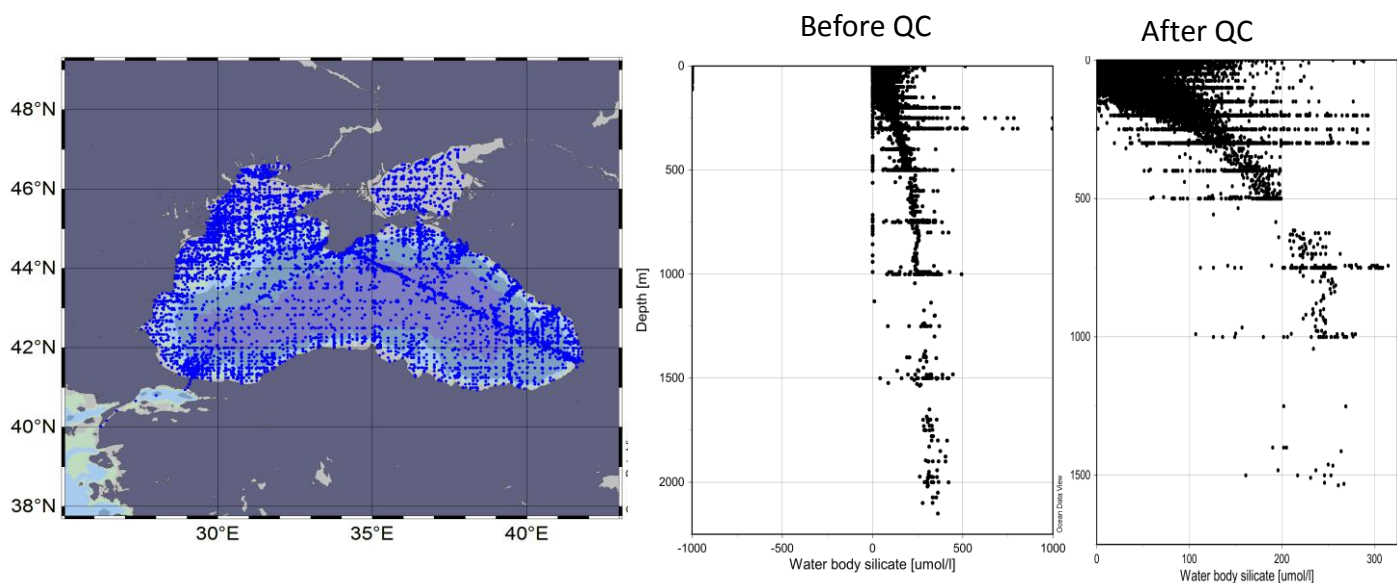 Before QC
After QC
48°N
46°N
44°N
42°N
40°N
38°N
30°E
35°E
40°E
Depth [m]
0
500
1000
1500
2000
-1000
-500
0
500
1000
Water body silicate [umol/l]
Ocean Data View
0
500
1000
1500
0
100
200
300
Water body silicate [umol/l]